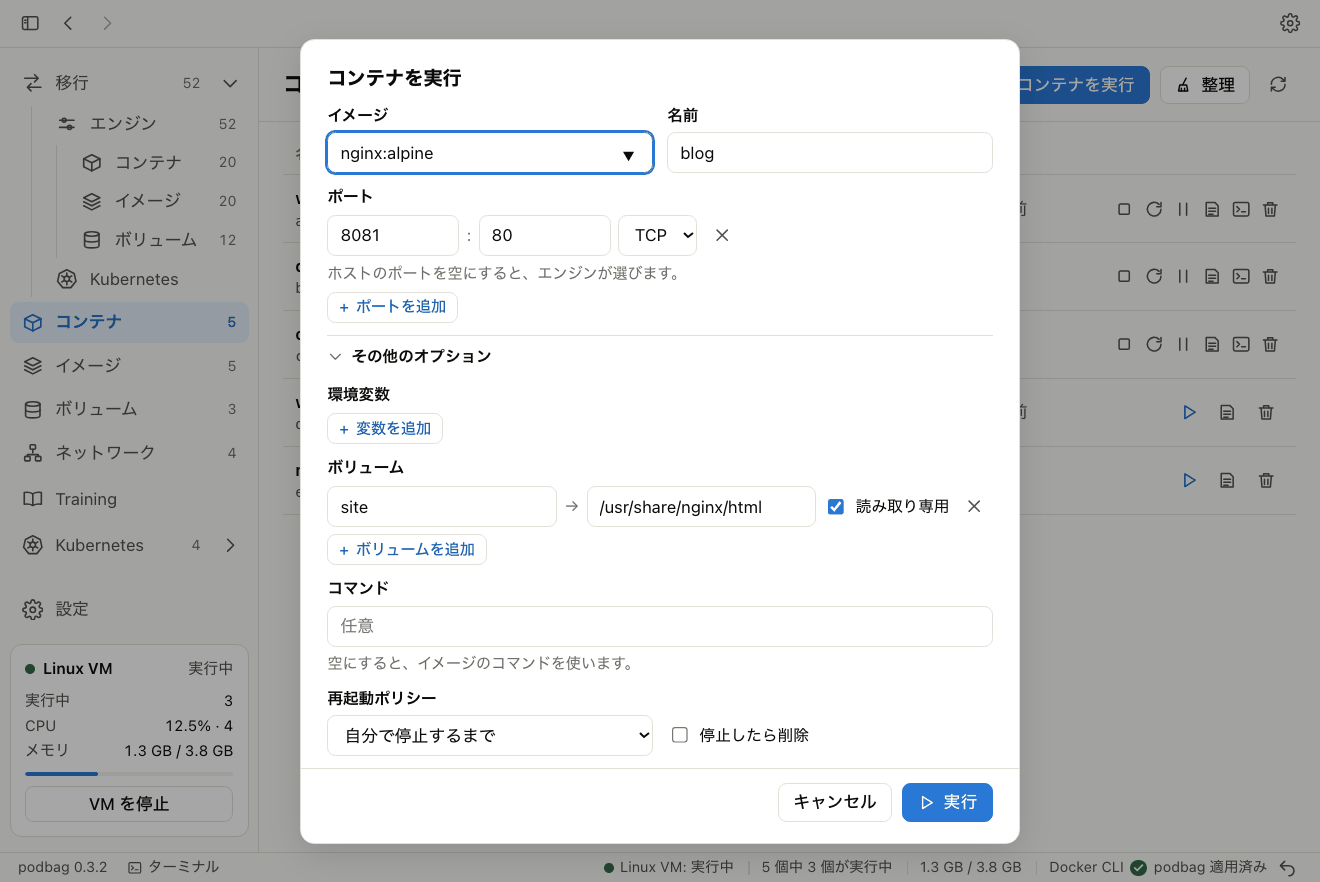 移行 52
エンジン 52
コンテナ 20
イメージ 20
ボリューム 12
Kubernetes
コンテナ 5
イメージ 5
ボリューム 3
ネットワーク 4
Training
Kubernetes 4
設定
Linux VM 実行中
実行中 3
CPU 12.5% · 4
メモリ 1.3 GB / 3.8 GB
VM を停止
コンテナを実行
整理
コンテナを実行
イメージ 名前
nginx:alpine blog
ポート
8081 : 80 TCP
ホストのポートを空にすると、エンジンが選びます。
+ ポートを追加
その他のオプション
環境変数
+ 変数を追加
ボリューム
site → /usr/share/nginx/html 読み取り専用
+ ボリュームを追加
コマンド
任意
空にすると、イメージのコマンドを使います。
再起動ポリシー
自分で停止するまで 停止したら削除
キャンセル 実行
podbag 0.3.2 ターミナル Linux VM: 実行中 5 個中 3 個が実行中 1.3 GB / 3.8 GB Docker CLI podbag 適用済み